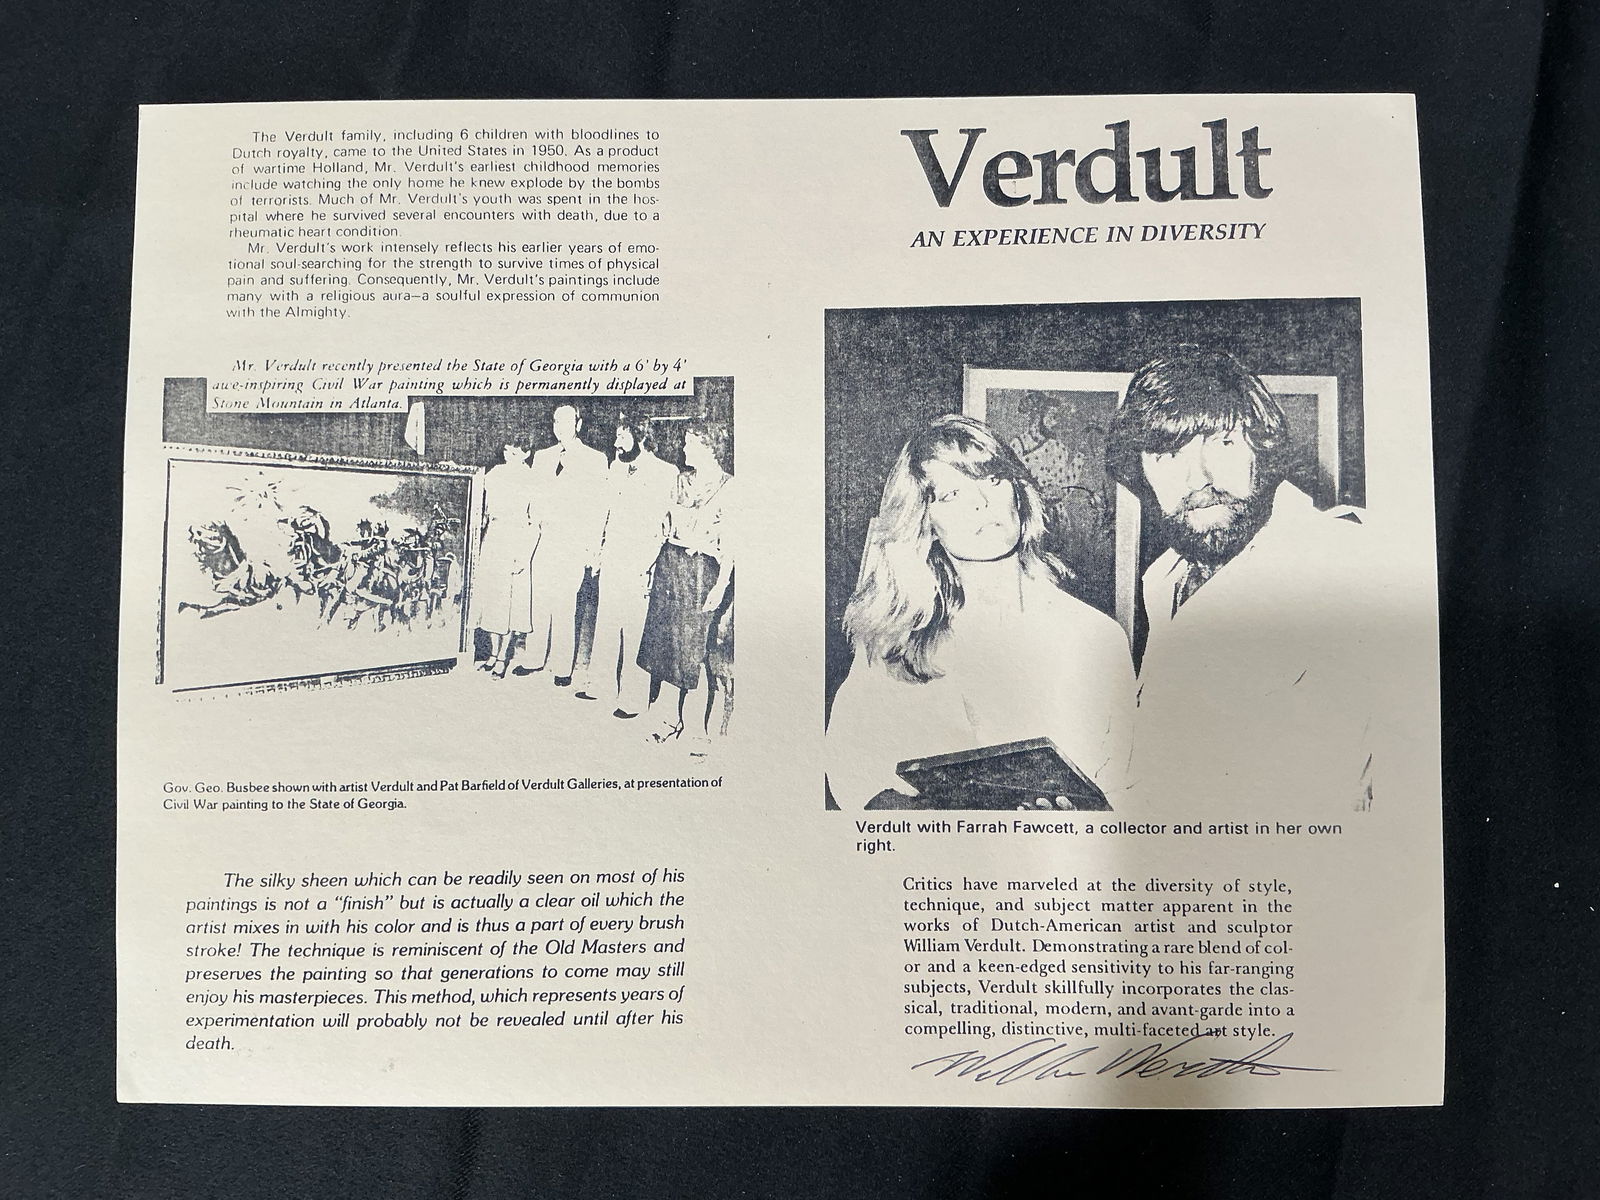 The Verdult family, including 6 children with bloodlines to
Dutch royalty, came to the United States in 1950. As a product
of wartime Holland, Mr. Verdult's earliest childhood memories
include watching the only home he knew explode by the bombs
of terrorists. Much of Mr. Verdult's youth was spent in the hos-
pital where he survived several encounters with death, due to a
rheumatic heart condition.
Mr. Verdult's work intensely reflects his earlier years of emo-
tional soul-searching for the strength to survive times of physical
pain and suffering. Consequently, Mr. Verdult's paintings include
many with a religious aura—a soulful expression of communion
with the Almighty.
Mr. Verdult recently presented the State of Georgia with a 6' by 4'
awe-inspiring Civil War painting which is permanently displayed at
Stone Mountain in Atlanta.
Gov. Geo. Busbee shown with artist Verdult and Pat Barfield of Verdult Galleries, at presentation of
Civil War painting to the State of Georgia.
The silky sheen which can be readily seen on most of his
paintings is not a "finish" but is actually a clear oil which the
artist mixes in with his color and is thus a part of every brush
stroke! The technique is reminiscent of the Old Masters and
preserves the painting so that generations to come may still
enjoy his masterpieces. This method, which represents years of
experimentation will probably not be revealed until after his
death.
Verdult
AN EXPERIENCE IN DIVERSITY
Verdult with Farrah Fawcett, a collector and artist in her own
right.
Critics have marveled at the diversity of style,
technique, and subject matter apparent in the
works of Dutch-American artist and sculptor
William Verdult. Demonstrating a rare blend of col-
or and a keen-edged sensitivity to his far-ranging
subjects, Verdult skillfully incorporates the clas-
sical, traditional, modern, and avant-garde into a
compelling, distinctive, multi-faceted art style.